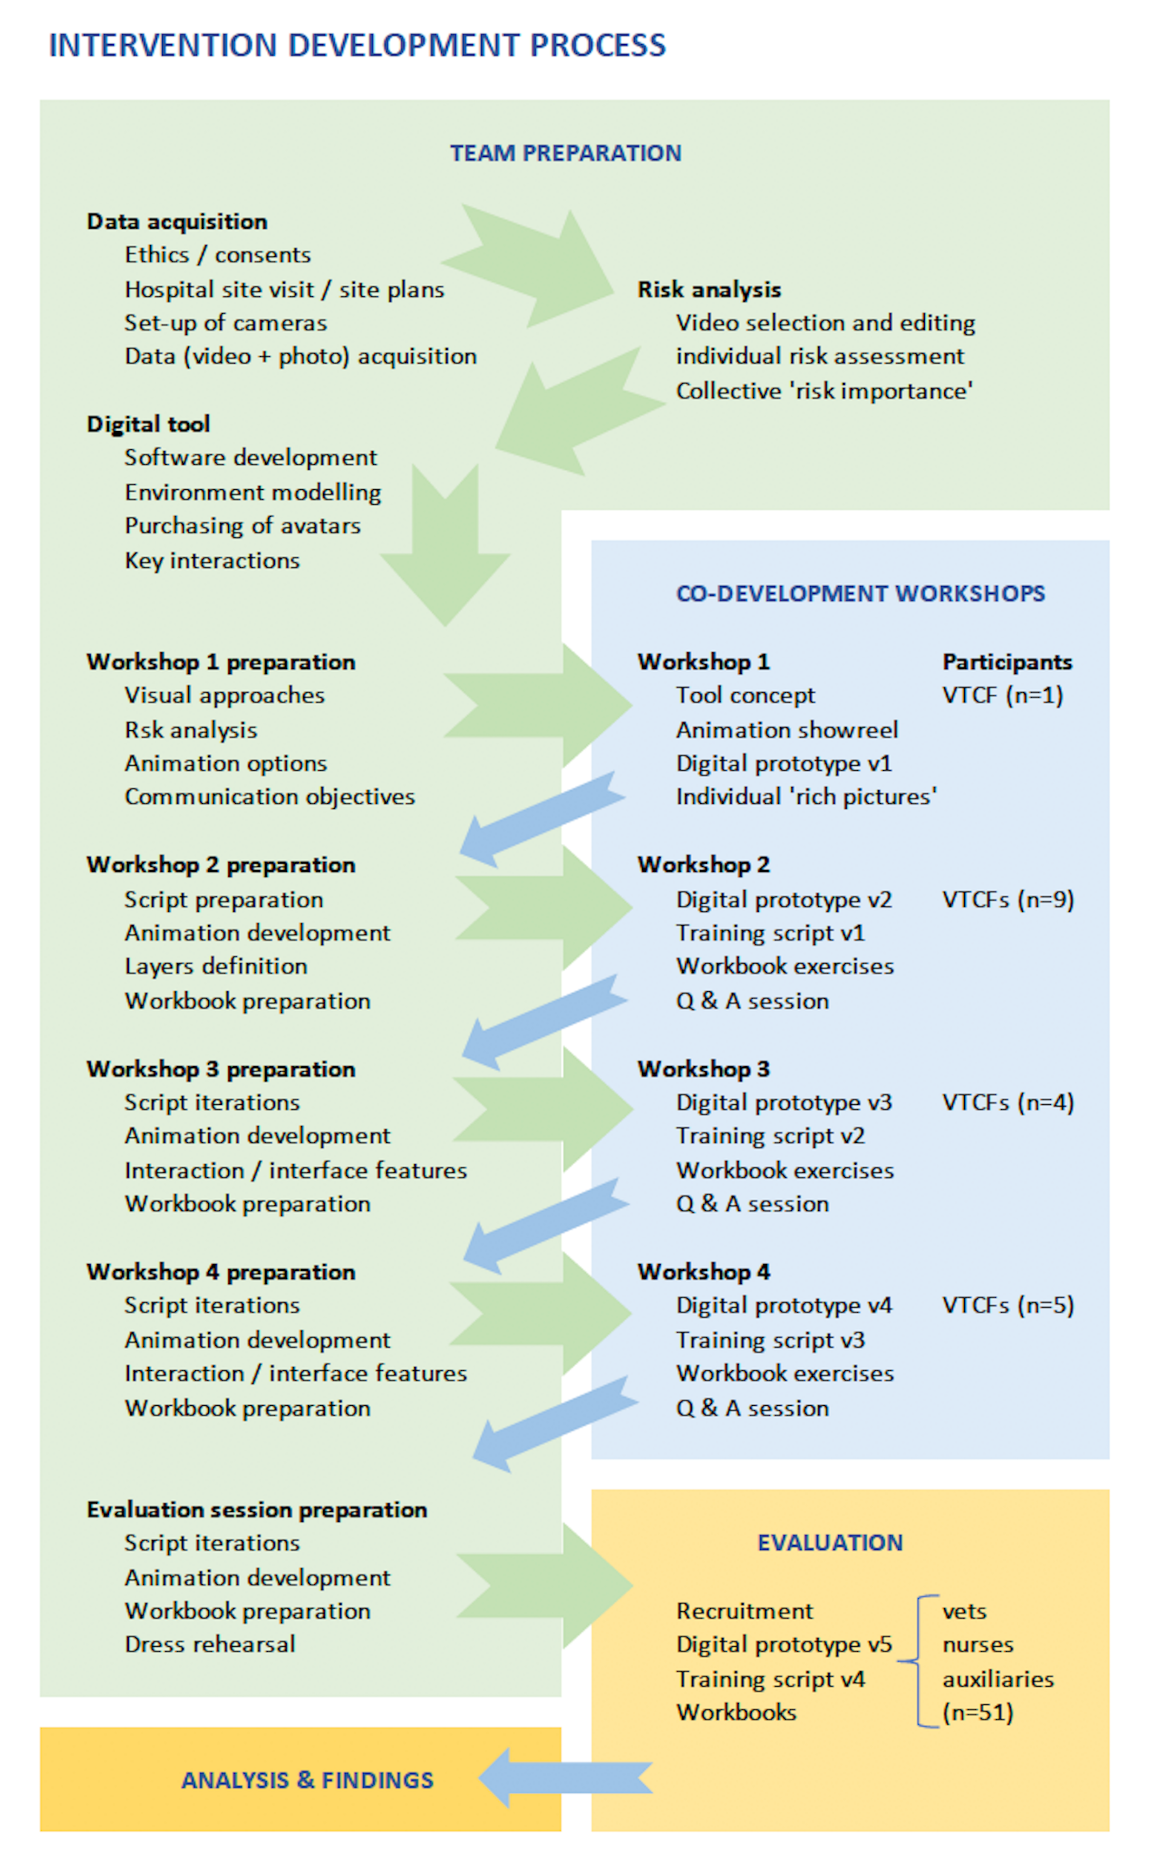 INTERVENTION DEVELOPMENT PROCESS
TEAM PREPARATION
Data acquisition
Ethics / consents
Hospital site visit / site plans
Set-up of cameras
Data (video + photo) acquisition
Risk analysis
Video selection and editing
individual risk assessment
Collective 'risk importance'
Digital tool
Software development
Environment modelling
Purchasing of avatars
Key interactions
CO-DEVELOPMENT WORKSHOPS
Workshop 1 preparation
Visual approaches
Rsk analysis
Animation options
Communication objectives
Workshop 1
Tool concept
Animation showreel
Digital prototype v1
Individual 'rich pictures'
Participants
VTCF (n=1)
Workshop 2 preparation
Script preparation
Animation development
Layers definition
Workbook preparation
Workshop 2
Digital prototype v2
Training script v1
Workbook exercises
Q & A session
VTCFs (n=9)
Workshop 3 preparation
Script iterations
Animation development
Interaction / interface features
Workbook preparation
Workshop 3
Digital prototype v3
Training script v2
Workbook exercises
Q & A session
VTCFs (n=4)
Workshop 4 preparation
Script iterations
Animation development
Interaction / interface features
Workbook preparation
Workshop 4
Digital prototype v4
Training script v3
Workbook exercises
Q & A session
VTCFs (n=5)
Evaluation session preparation
Script iterations
Animation development
Workbook preparation
Dress rehearsal
EVALUATION
Recruitment
Digital prototype v5
Training script v4
Workbooks
vets
nurses
auxiliaries
(n=51)
ANALYSIS & FINDINGS